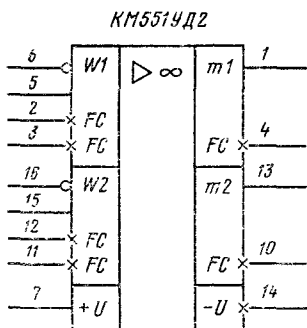 КМ551УД2
6 W1 ▷ ∞ m1 1
5
2 FC
3 FC FC 4
16 W2 m2 13
15
12 FC
11 FC FC 10
7 +U -U 14